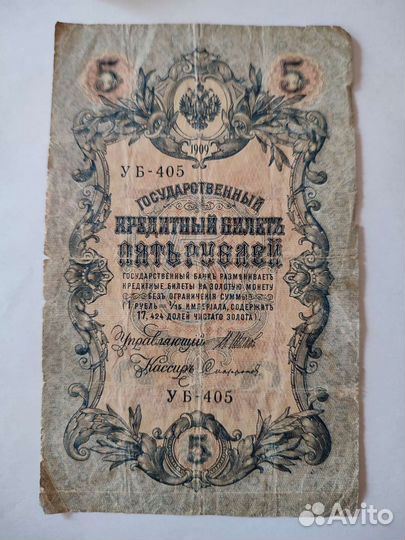 5 5
1909
УБ-405
ГОСУДАРСТВЕННЫЙ
КРЕДИТНЫЙ БИЛЕТЪ
ПЯТЬ РУБЛЕЙ
ГОСУДАРСТВЕННЫЙ БАНКЪ РАЗМѢНИВАЕТЪ
КРЕДИТНЫЕ БИЛЕТЫ НА ЗОЛОТУЮ МОНЕТУ
БЕЗЪ ОГРАНИЧЕНІЯ СУММЫ
(1 РУБЛЬ = 1/15 ИМПЕРІАЛА, СОДЕРЖИТЪ
17,424 ДОЛЕЙ ЧИСТАГО ЗОЛОТА).
Управляющій
Кассиръ
УБ-405
5
Avito